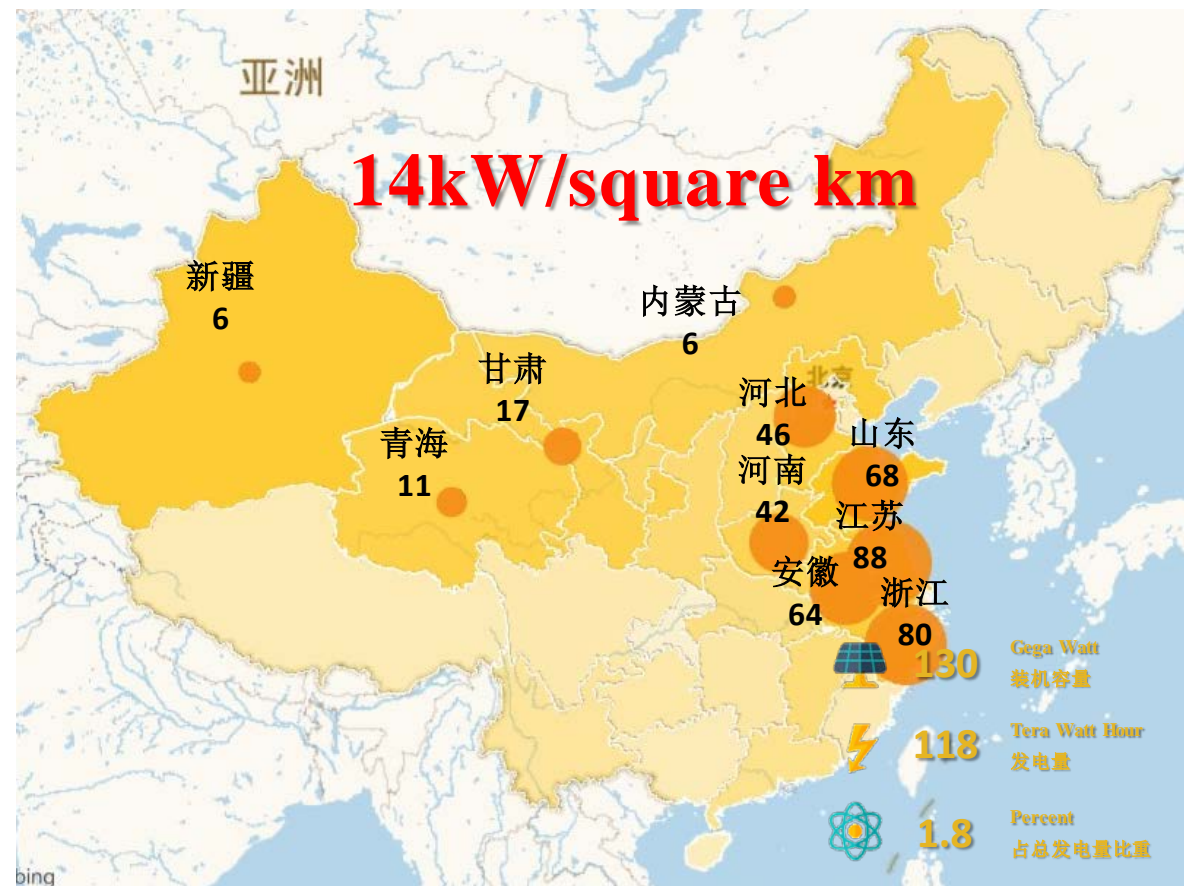 亚洲
14kW/square km
新疆
6
内蒙古
6
甘肃
17
北京
河北
46
青海
11
山东
68
河南
42
江苏
88
安徽
64
浙江
80
130
Gega Watt
装机容量
118
Tera Watt Hour
发电量
1.8
Percent
占总发电量比重
bing